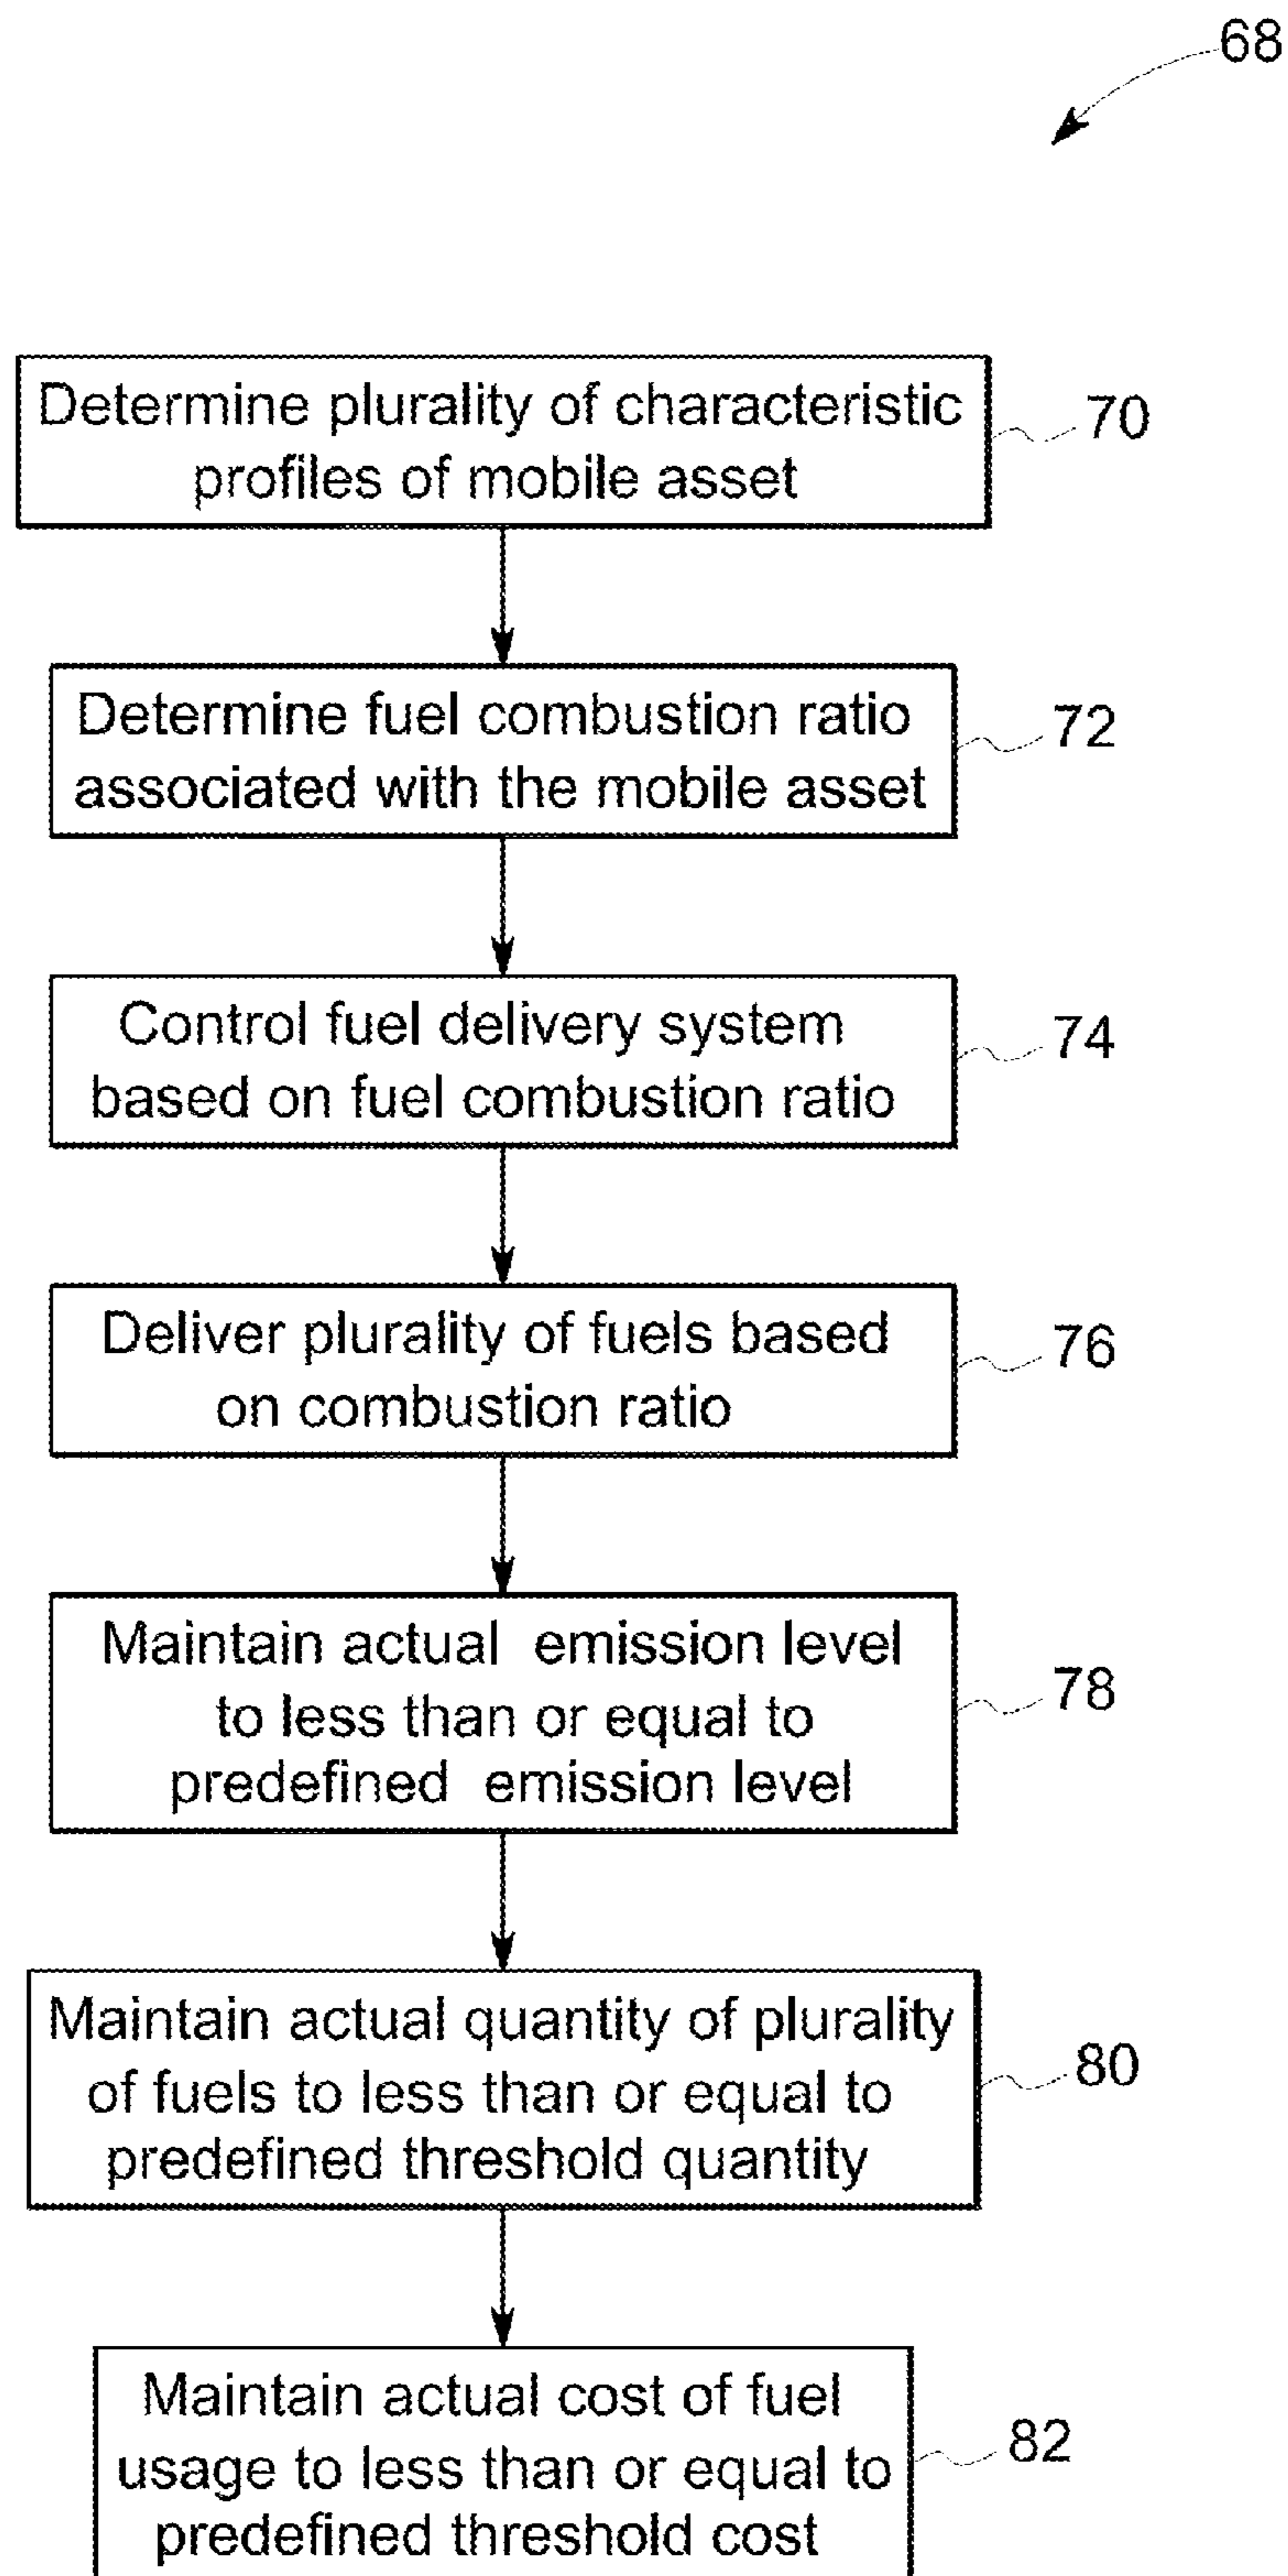 68
Determine plurality of characteristic
profiles of mobile asset
70
Determine fuel combustion ratio
associated with the mobile asset
72
Control fuel delivery system
based on fuel combustion ratio
74
Deliver plurality of fuels based
on combustion ratio
76
Maintain actual emission level
to less than or equal to
predefined emission level
78
Maintain actual quantity of plurality
of fuels to less than or equal to
predefined threshold quantity
80
Maintain actual cost of fuel
usage to less than or equal to
predefined threshold cost
82